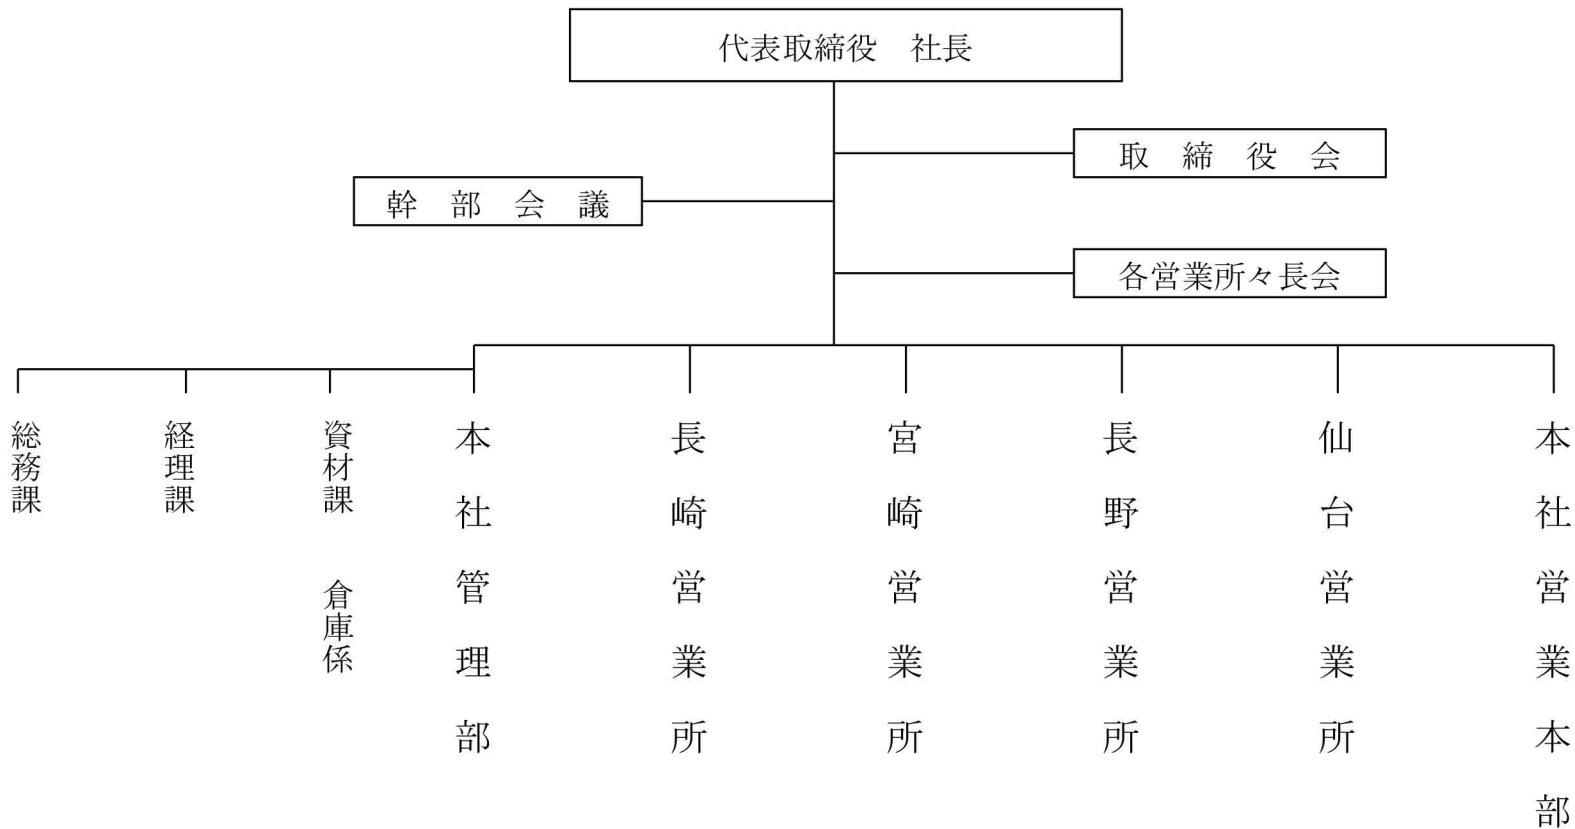 代表取締役　社長
取　締　役　会
幹　部　会　議
各営業所々長会
本社営業本部
仙台営業所
長野営業所
宮崎営業所
長崎営業所
本社管理部
資材課　倉庫係
経理課
総務課